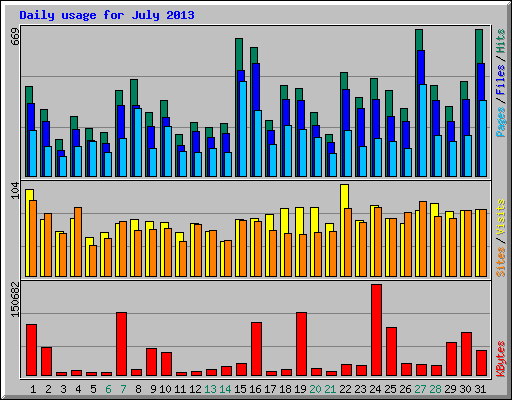 Daily usage for July 2013
669
Pages / Files / Hits
104
Sites / Visits
150682
KBytes
1 2 3 4 5 6 7 8 9 10 11 12 13 14 15 16 17 18 19 20 21 22 23 24 25 26 27 28 29 30 31